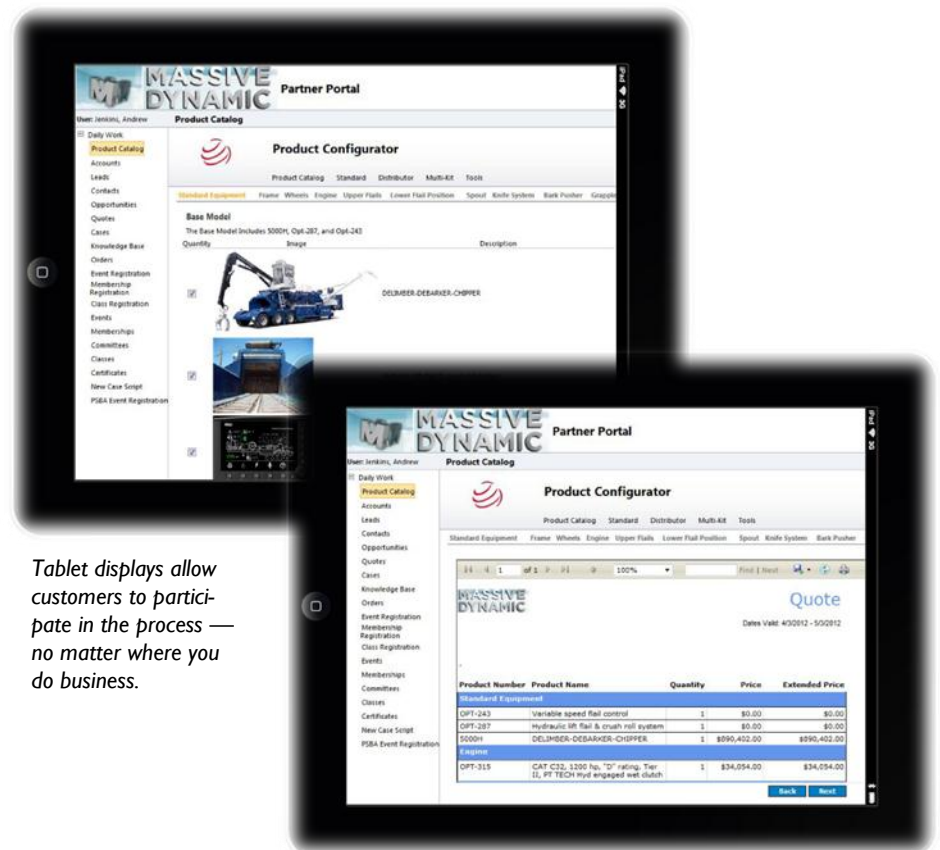 MASSIVE
DYNAMIC
Partner Portal
iPad 3G
User: Jenkins, Andrew Product Catalog
Daily Work
Product Catalog
Accounts
Leads
Contacts
Opportunities
Quotes
Cases
Knowledge Base
Orders
Event Registration
Membership
Registration
Class Registration
Events
Memberships
Committees
Classes
Certificates
New Case Script
PSBA Event Registration
Product Configurator
Product Catalog Standard Distributor Multi-Kit Tools
Standard Equipment Frame Wheels Engine Upper Flails Lower Flail Position Spout Knife System Bark Pusher Grapple
Base Model
The Base Model Includes 5000H, Opt-287, and Opt-243
Quantity Image Description
DELIMBER-DEBARKER-CHIPPER
Tablet displays allow
customers to partici-
pate in the process —
no matter where you
do business.
MASSIVE
DYNAMIC
Partner Portal
iPad 3G
User: Jenkins, Andrew Product Catalog
Daily Work
Product Catalog
Accounts
Leads
Contacts
Opportunities
Quotes
Cases
Knowledge Base
Orders
Event Registration
Membership
Registration
Class Registration
Events
Memberships
Committees
Classes
Certificates
New Case Script
PSBA Event Registration
Product Configurator
Product Catalog Standard Distributor Multi-Kit Tools
Standard Equipment Frame Wheels Engine Upper Flails Lower Flail Position Spout Knife System Bark Pusher
1 of 1 100% Find | Next
MASSIVE
DYNAMIC
Quote
Dates Valid: 4/3/2012 - 5/3/2012
Product Number Product Name Quantity Price Extended Price
Standard Equipment
OPT-243 Variable speed flail control 1 $0.00 $0.00
OPT-287 Hydraulic lift flail & crush roll system 1 $0.00 $0.00
5000H DELIMBER-DEBARKER-CHIPPER 1 $890,402.00 $890,402.00
Engine
OPT-315 CAT C32, 1200 hp, "D" rating, Tier 1 $34,054.00 $34,054.00
II, PT TECH Hyd engaged wet clutch
Back Next